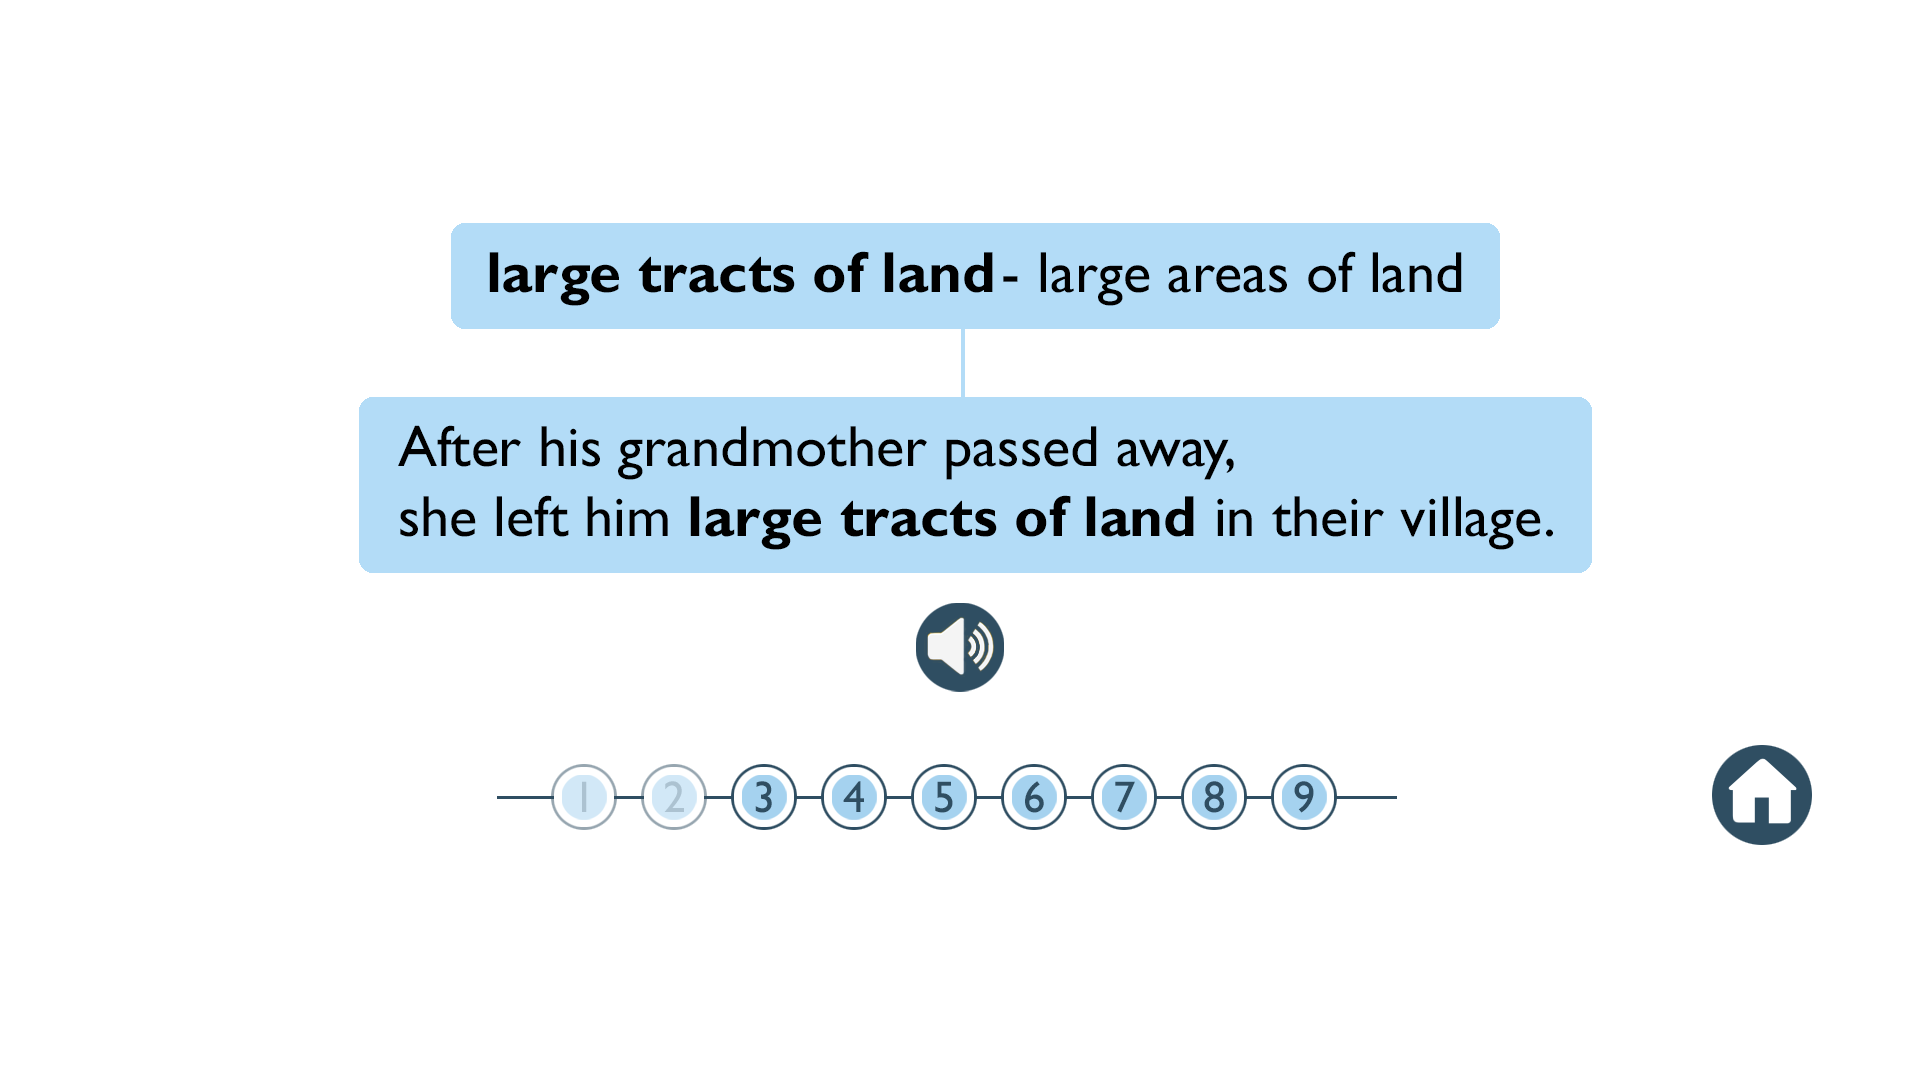 large tracts of land - large areas of land
After his grandmother passed away,
she left him large tracts of land in their village.
1 2 3 4 5 6 7 8 9